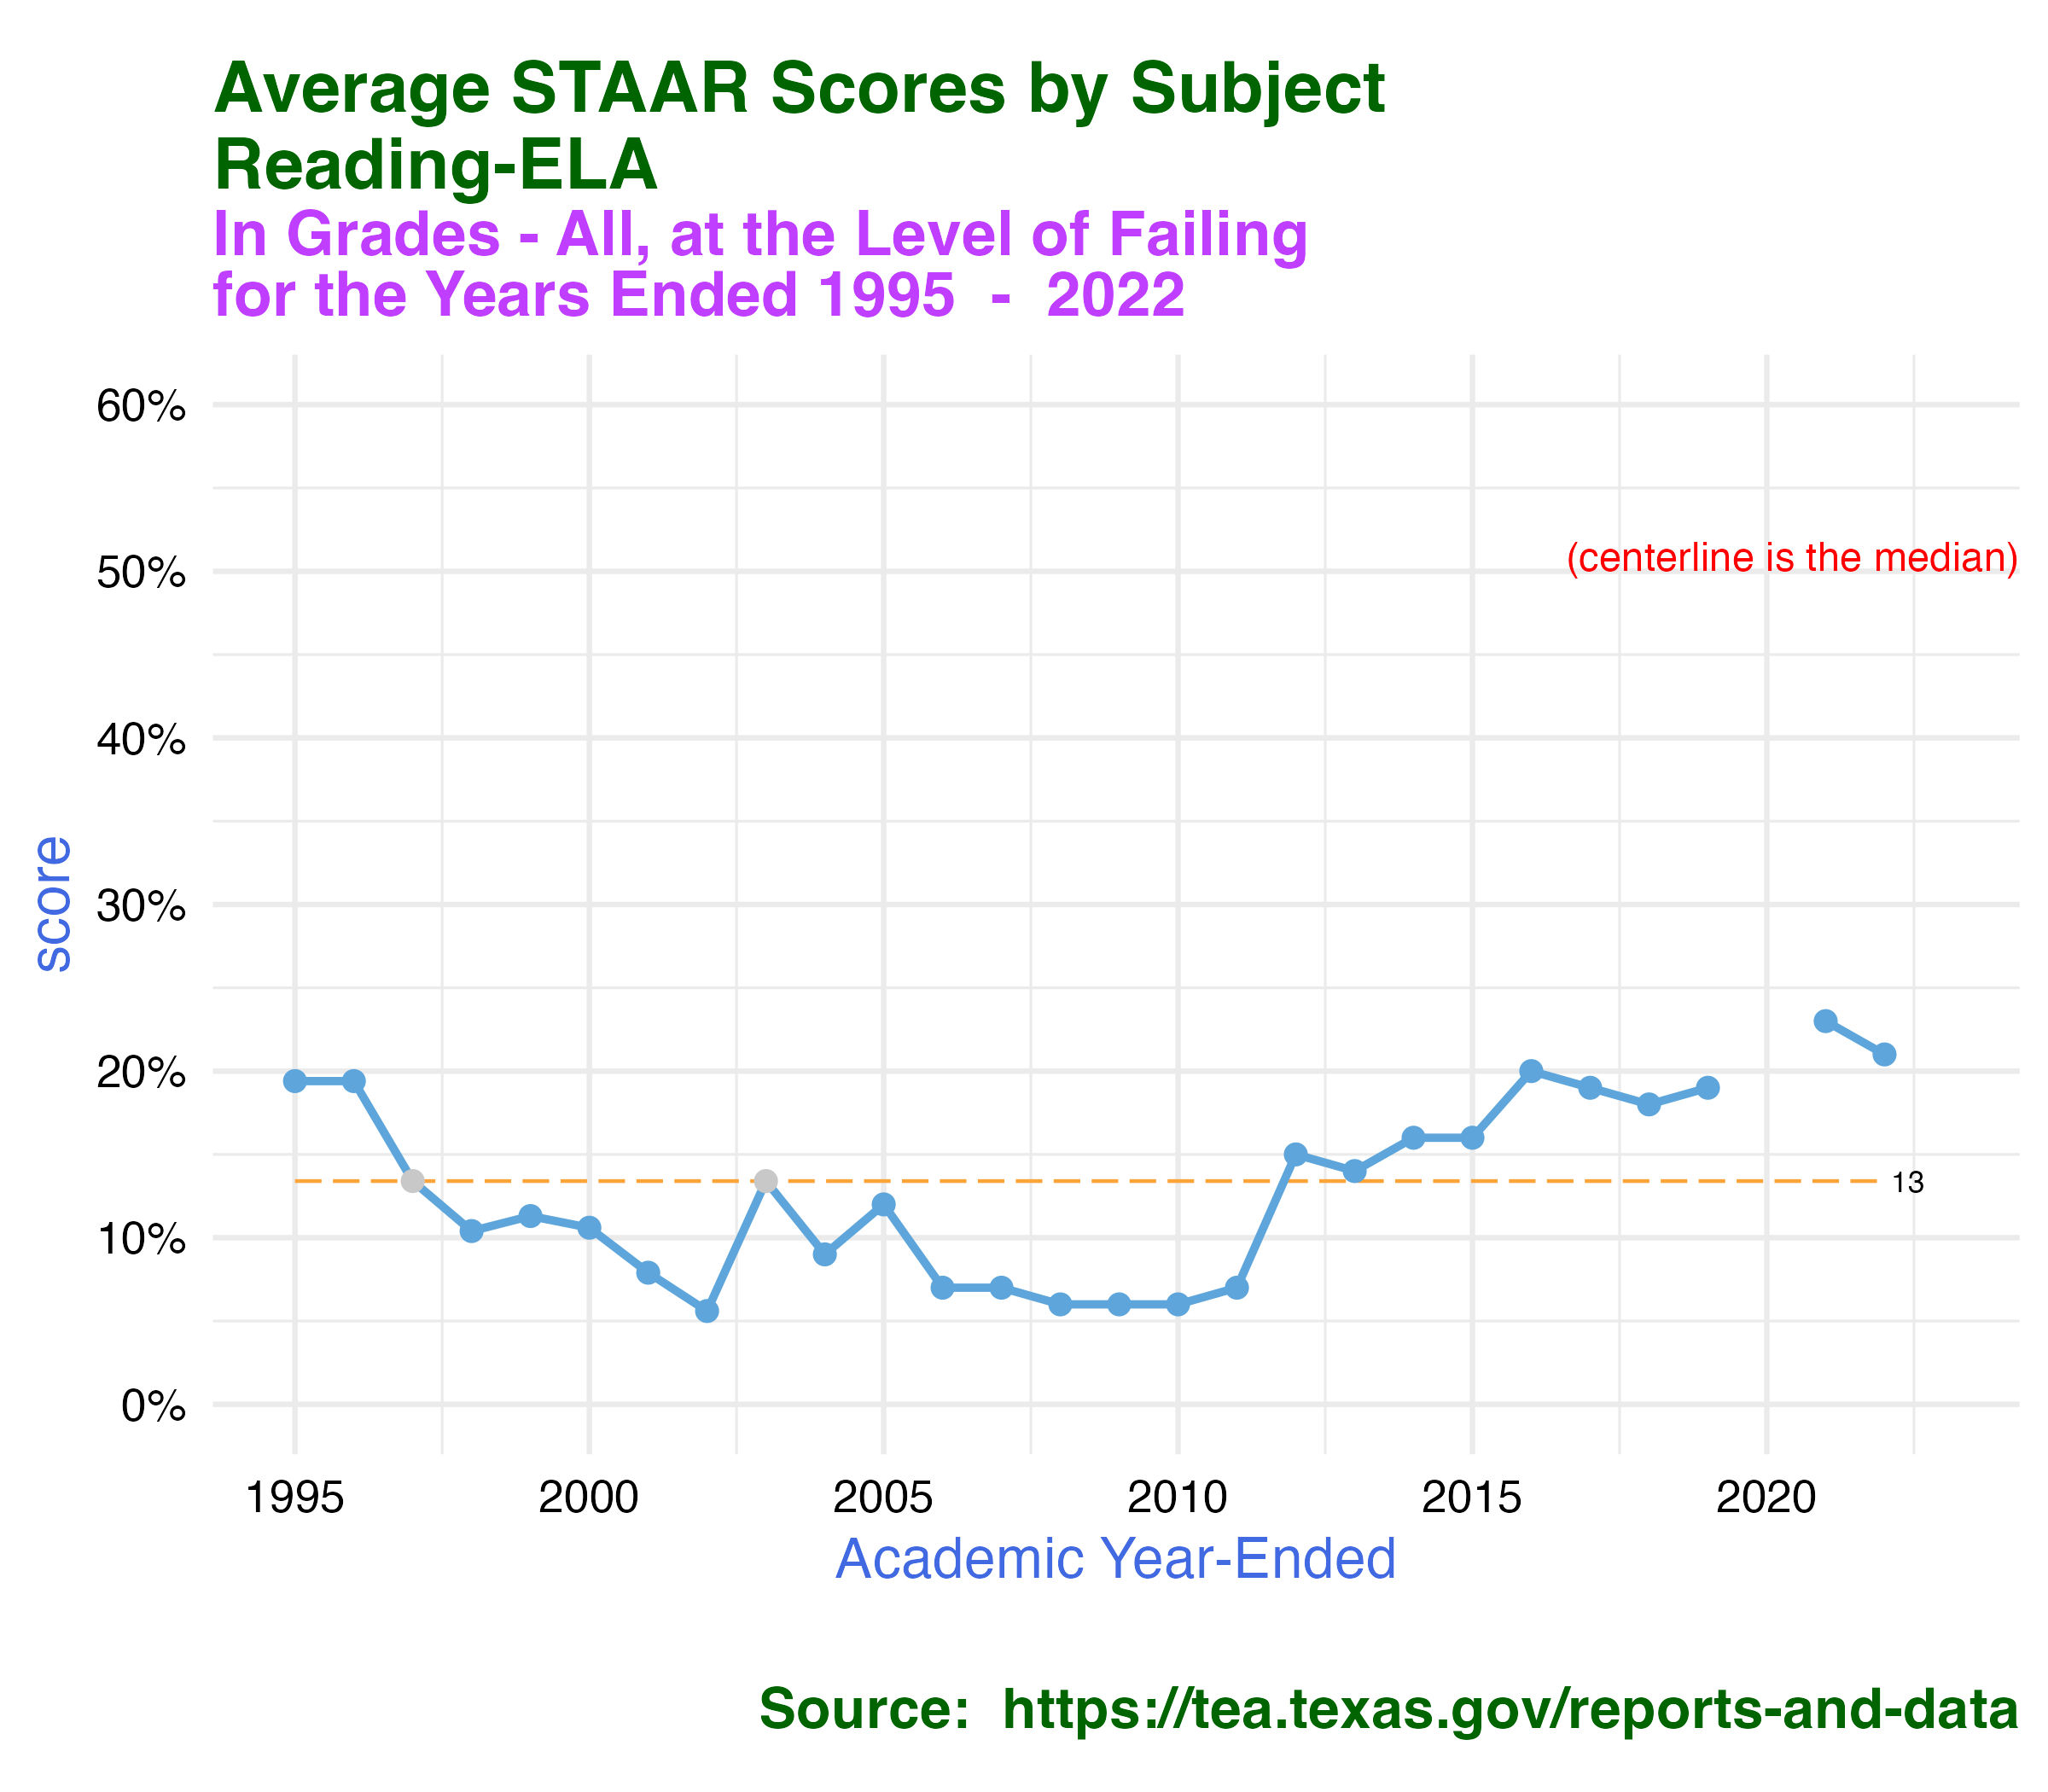 Average STAAR Scores by Subject
Reading-ELA
In Grades - All, at the Level of Failing
for the Years Ended 1995  -  2022
60%
(centerline is the median)
50%
40%
30%
score
20%
13
10%
0%
1995 2000 2005 2010 2015 2020
Academic Year-Ended
Source:  https://tea.texas.gov/reports-and-data